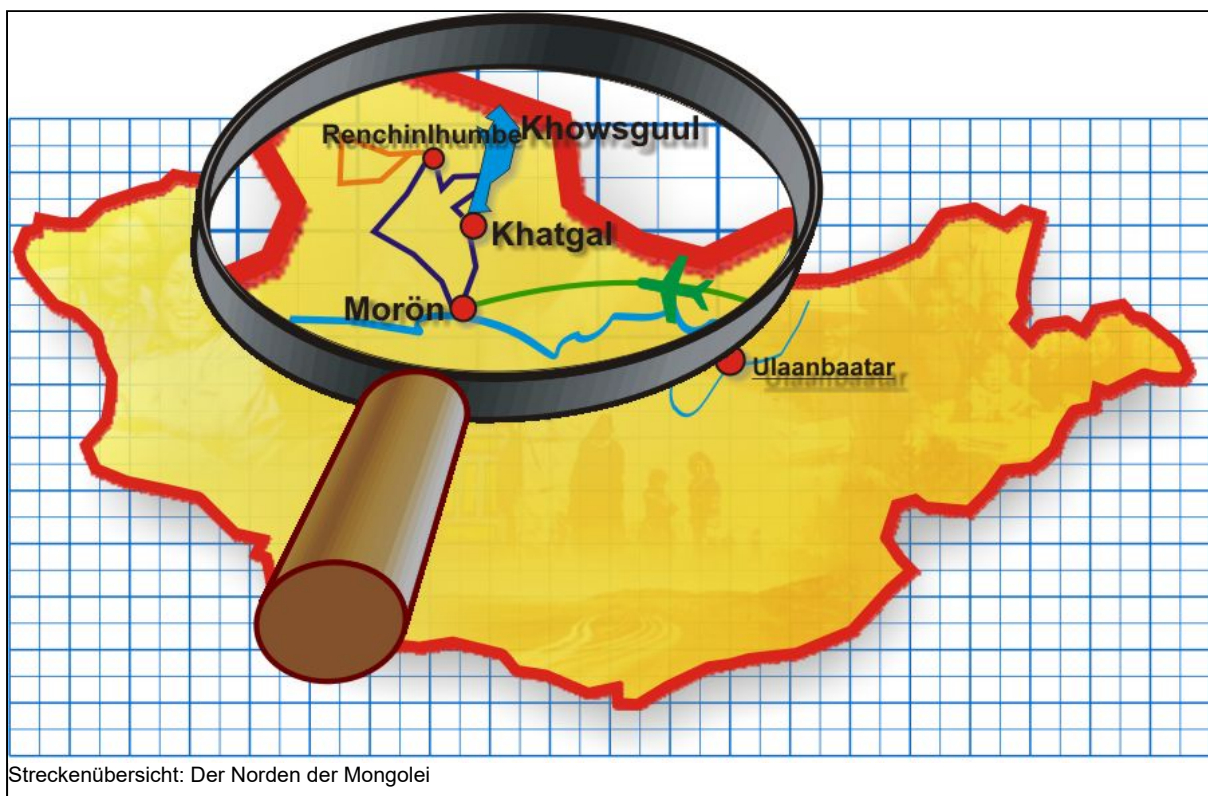 Renchinlhumbe
Khowsguul
Khatgal
Morön
Ulaanbaatar
Streckenübersicht: Der Norden der Mongolei